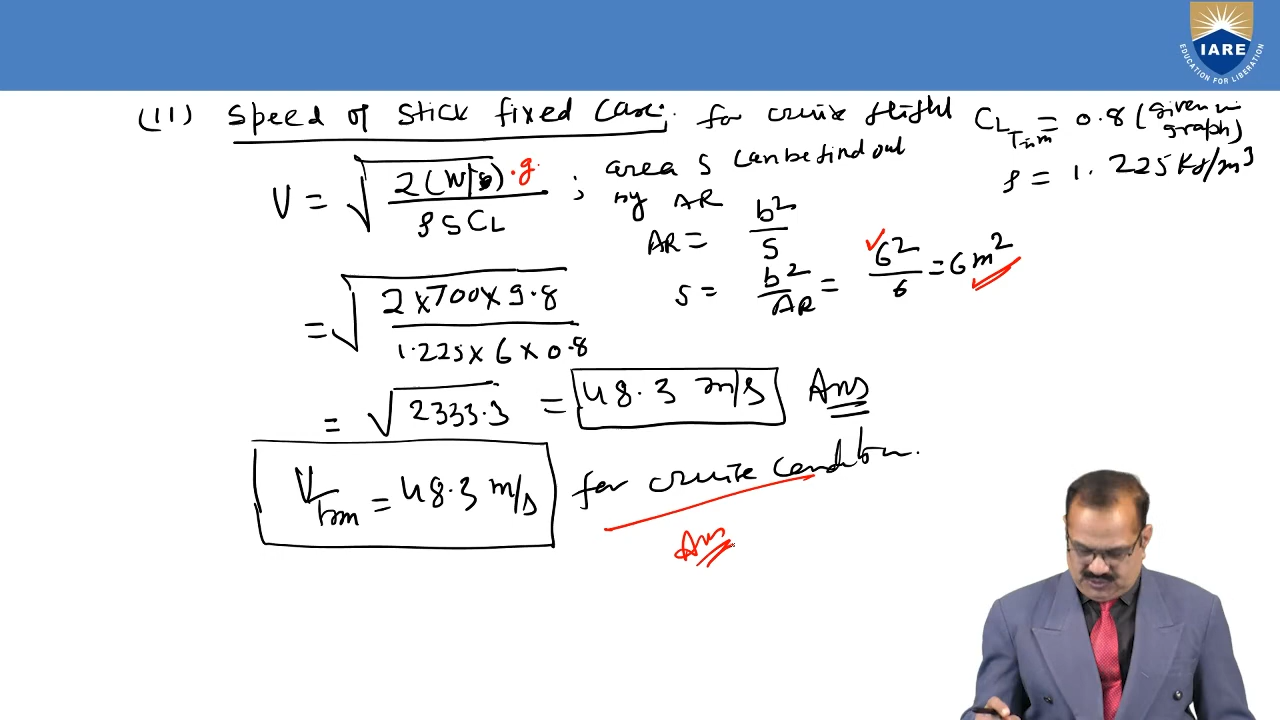 IARE
EDUCATION FOR LIBERATION
(11) Speed of stick fixed Case: for cruise flight CL Trim = 0.8 (given in graph)
ρ = 1.225 Kg/m³
V = √(2(W/s)·g / ρSCL) ; area S can be find out by AR
AR = b²/S
S = b²/AR = 6²/6 = 6m²
= √(2×700×9.8 / 1.225×6×0.8)
= √2333.3 = 48.3 m/s Ans
V trim = 48.3 m/s for cruise condition.
Ans